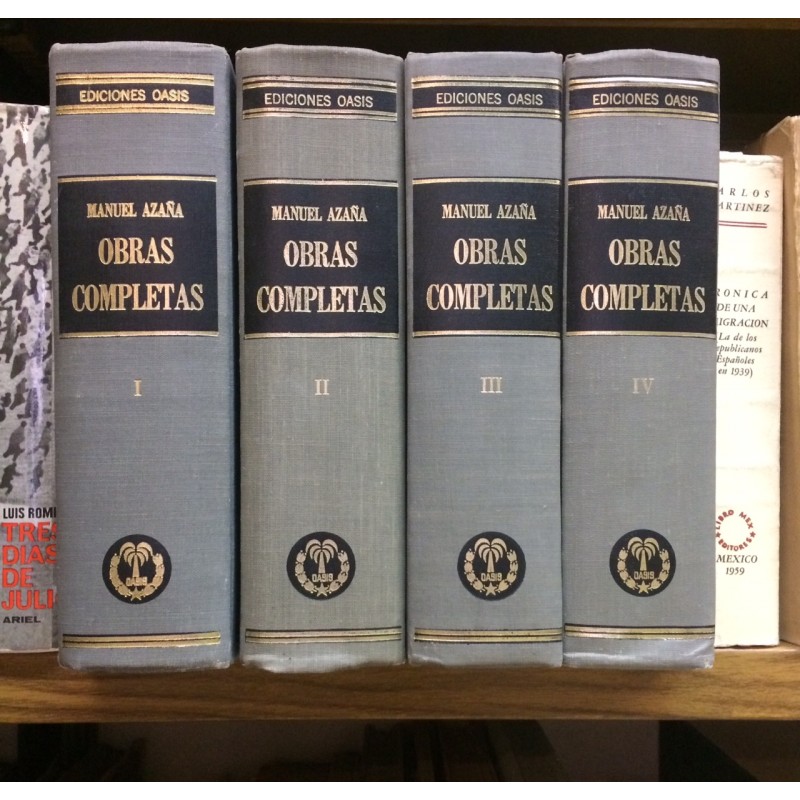 LUIS
TRES
DIAS
DE
ARIEL
EDICIONES OASIS
MANUEL AZAÑA
OBRAS
COMPLETAS
I
OASIS
EDICIONES OASIS
MANUEL AZAÑA
OBRAS
COMPLETAS
II
OASIS
EDICIONES OASIS
MANUEL AZAÑA
OBRAS
COMPLETAS
III
OASIS
EDICIONES OASIS
MANUEL AZAÑA
OBRAS
COMPLETAS
IV
OASIS
ARLOS
ARTINEZ
RONICA
DE UNA
IGRACION
La de los
epublicanos
Españoles
en 1939)
LIBRO MEX
EDITORES
MEXICO
1959